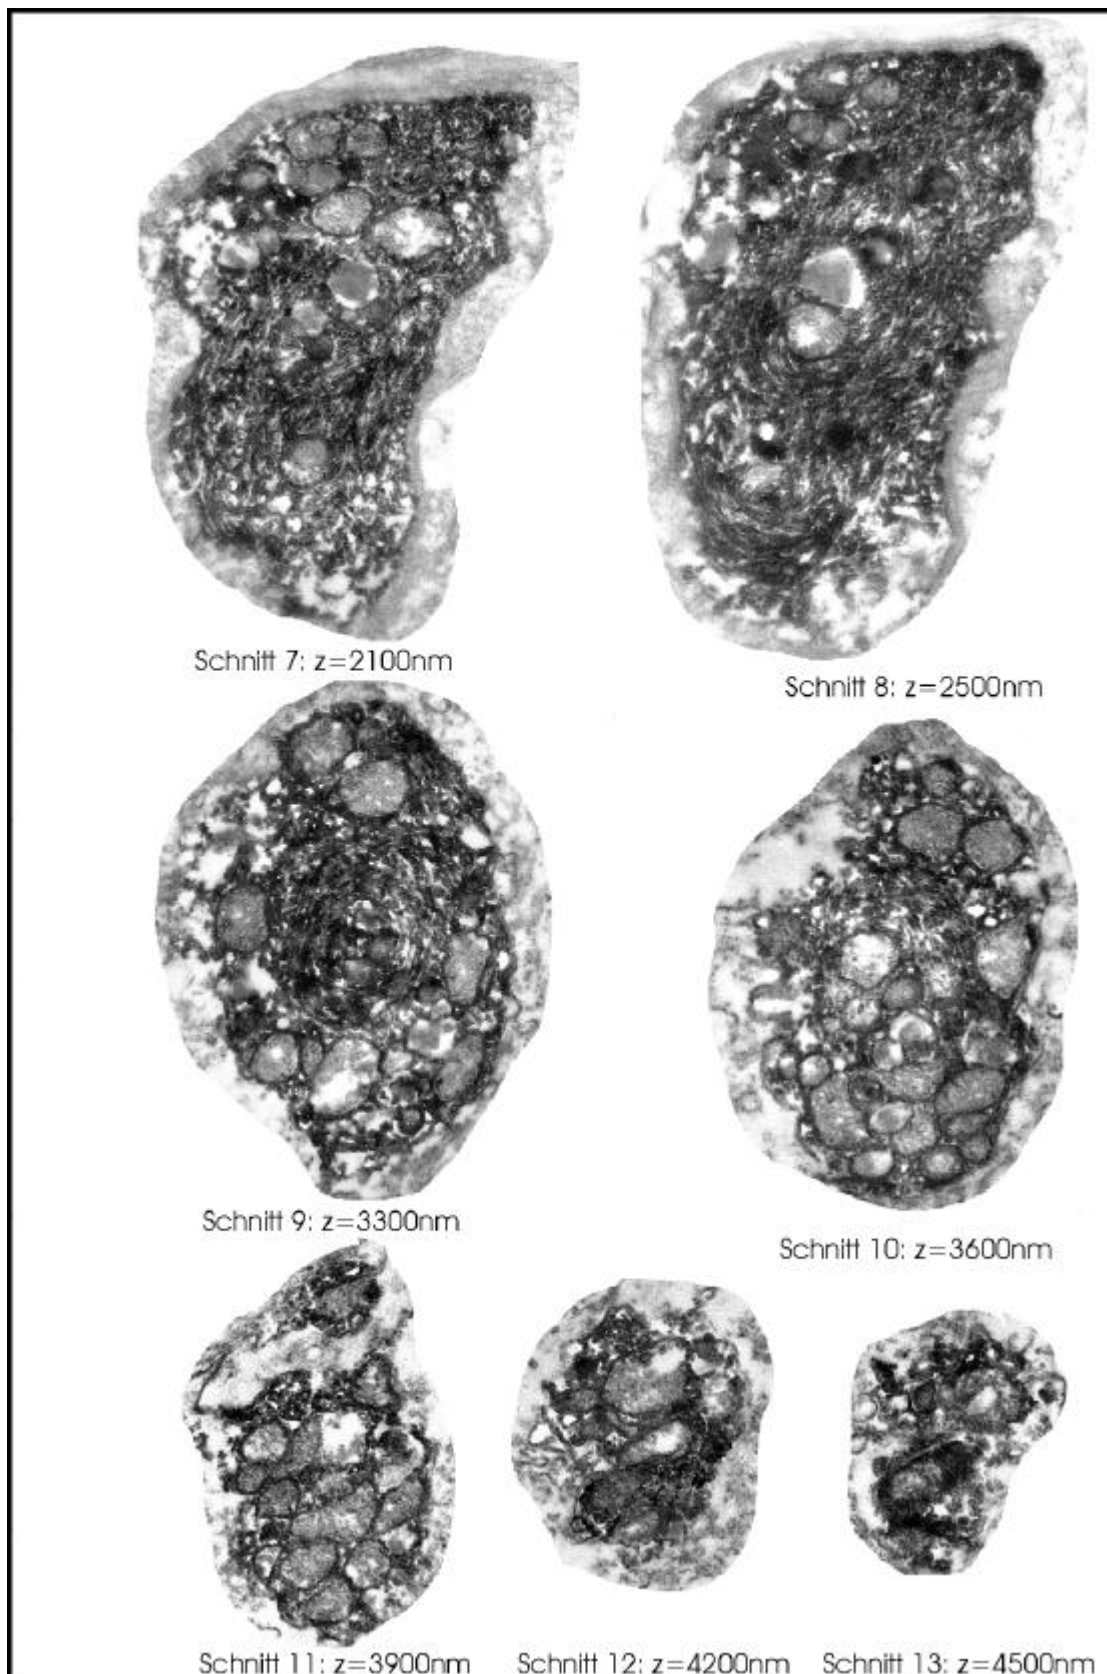 Schnitt 7: z=2100nm
Schnitt 8: z=2500nm
Schnitt 9: z=3300nm
Schnitt 10: z=3600nm
Schnitt 11: z=3900nm
Schnitt 12: z=4200nm
Schnitt 13: z=4500nm